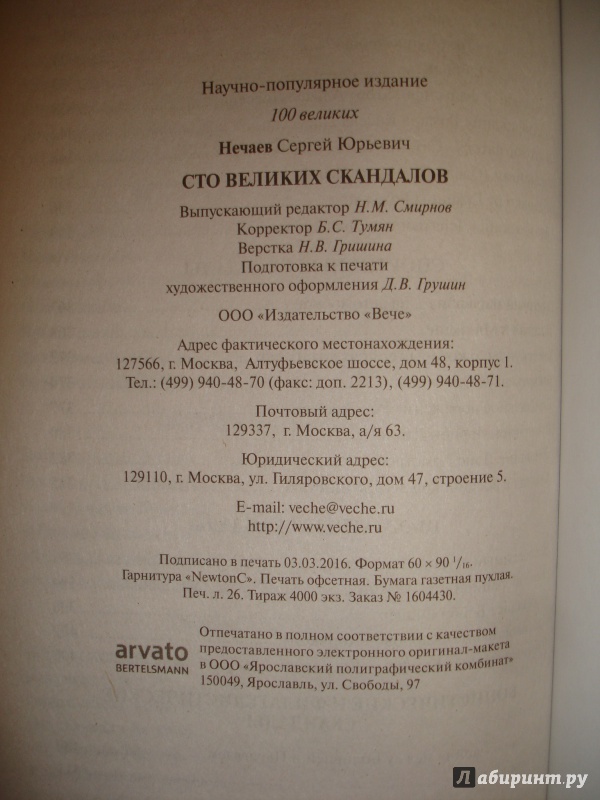 Научно-популярное издание
100 великих
Нечаев Сергей Юрьевич
СТО ВЕЛИКИХ СКАНДАЛОВ
Выпускающий редактор Н.М. Смирнов
Корректор Б.С. Тумян
Верстка Н.В. Гришина
Подготовка к печати
художественного оформления Д.В. Грушин
ООО «Издательство «Вече»
Адрес фактического местонахождения:
127566, г. Москва, Алтуфьевское шоссе, дом 48, корпус 1.
Тел.: (499) 940-48-70 (факс: доп. 2213), (499) 940-48-71.
Почтовый адрес:
129337, г. Москва, а/я 63.
Юридический адрес:
129110, г. Москва, ул. Гиляровского, дом 47, строение 5.
E-mail: veche@veche.ru
http://www.veche.ru
Подписано в печать 03.03.2016. Формат 60 × 90 1/16.
Гарнитура «NewtonC». Печать офсетная. Бумага газетная пухлая.
Печ. л. 26. Тираж 4000 экз. Заказ № 1604430.
arvato
BERTELSMANN
Отпечатано в полном соответствии с качеством
предоставленного электронного оригинал-макета
в ООО «Ярославский полиграфический комбинат»
150049, Ярославль, ул. Свободы, 97
Лабиринт.ру